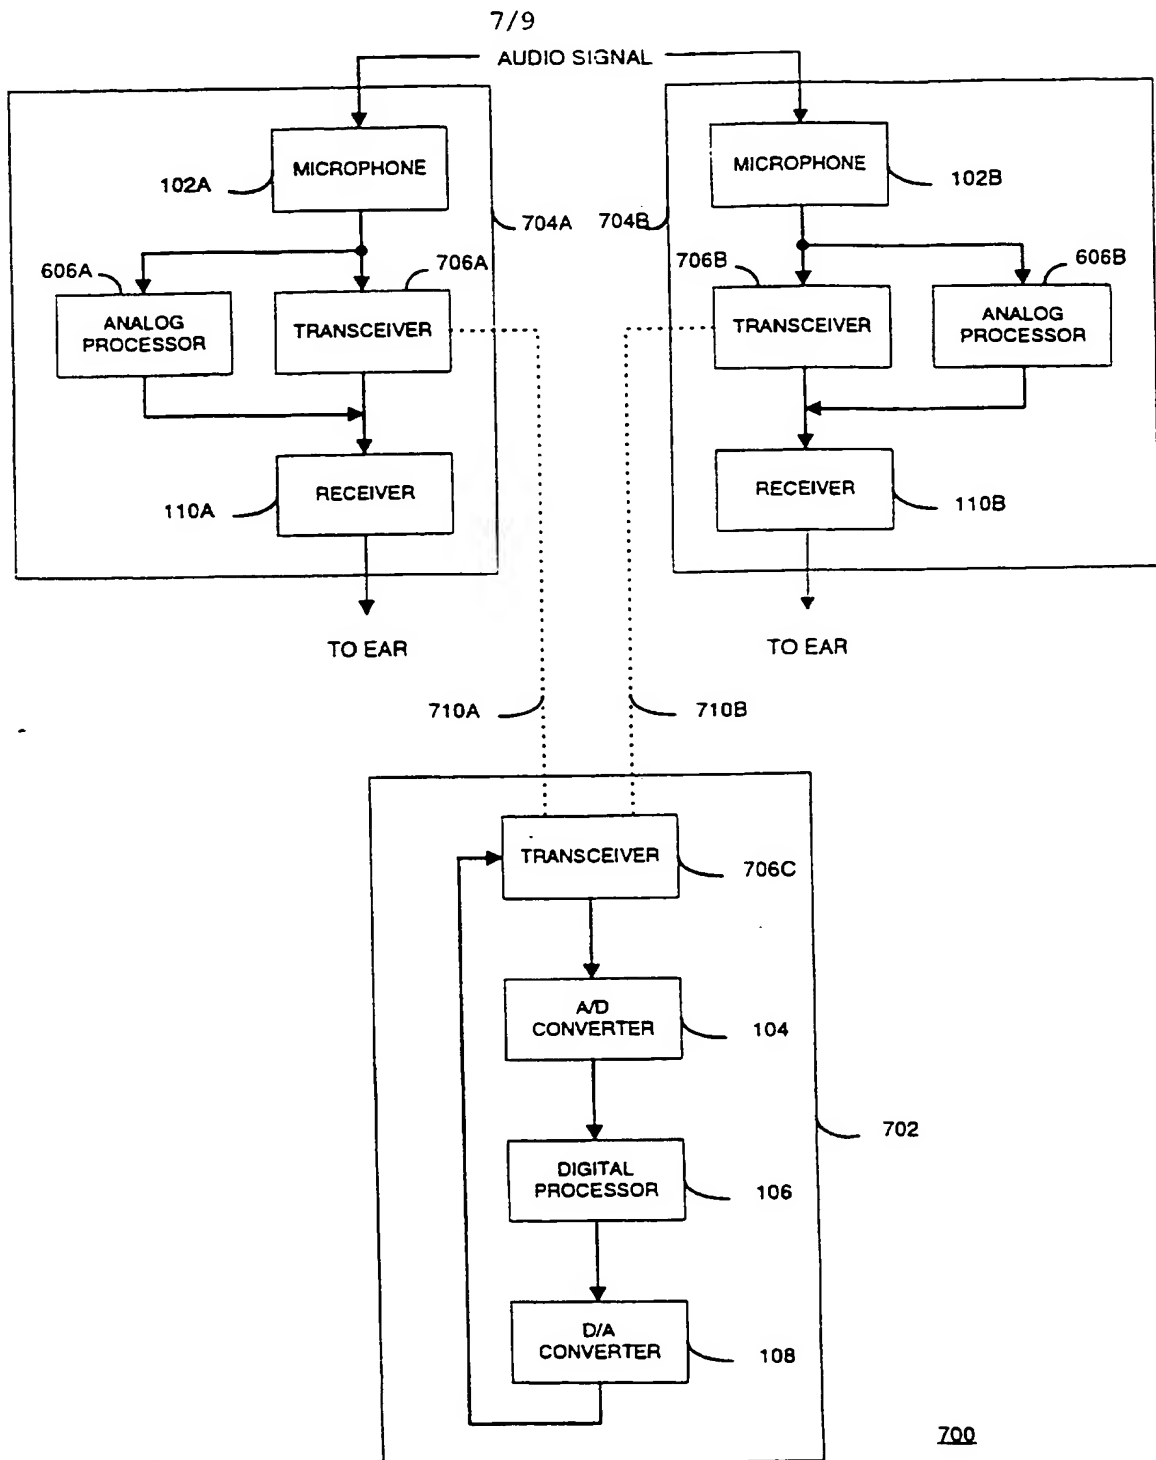 7/9
AUDIO SIGNAL
MICROPHONE
102A
MICROPHONE
102B
704A
704B
606A
706A
706B
606B
ANALOG
PROCESSOR
TRANSCEIVER
TRANSCEIVER
ANALOG
PROCESSOR
RECEIVER
110A
RECEIVER
110B
TO EAR
TO EAR
710A
710B
TRANSCEIVER
706C
A/D
CONVERTER
104
702
DIGITAL
PROCESSOR
106
D/A
CONVERTER
108
700